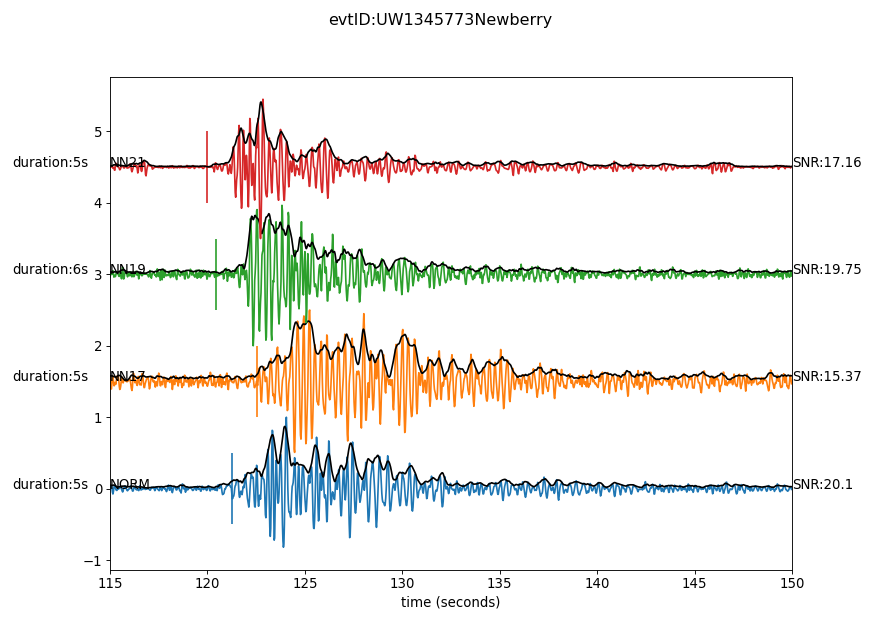 evtID:UW1345773Newberry
5
duration:5s NN21 SNR:17.16
4
duration:6s NN19 SNR:19.75
3
2
duration:5s NN17 SNR:15.37
1
duration:5s NORM SNR:20.1
0
−1
115 120 125 130 135 140 145 150
time (seconds)